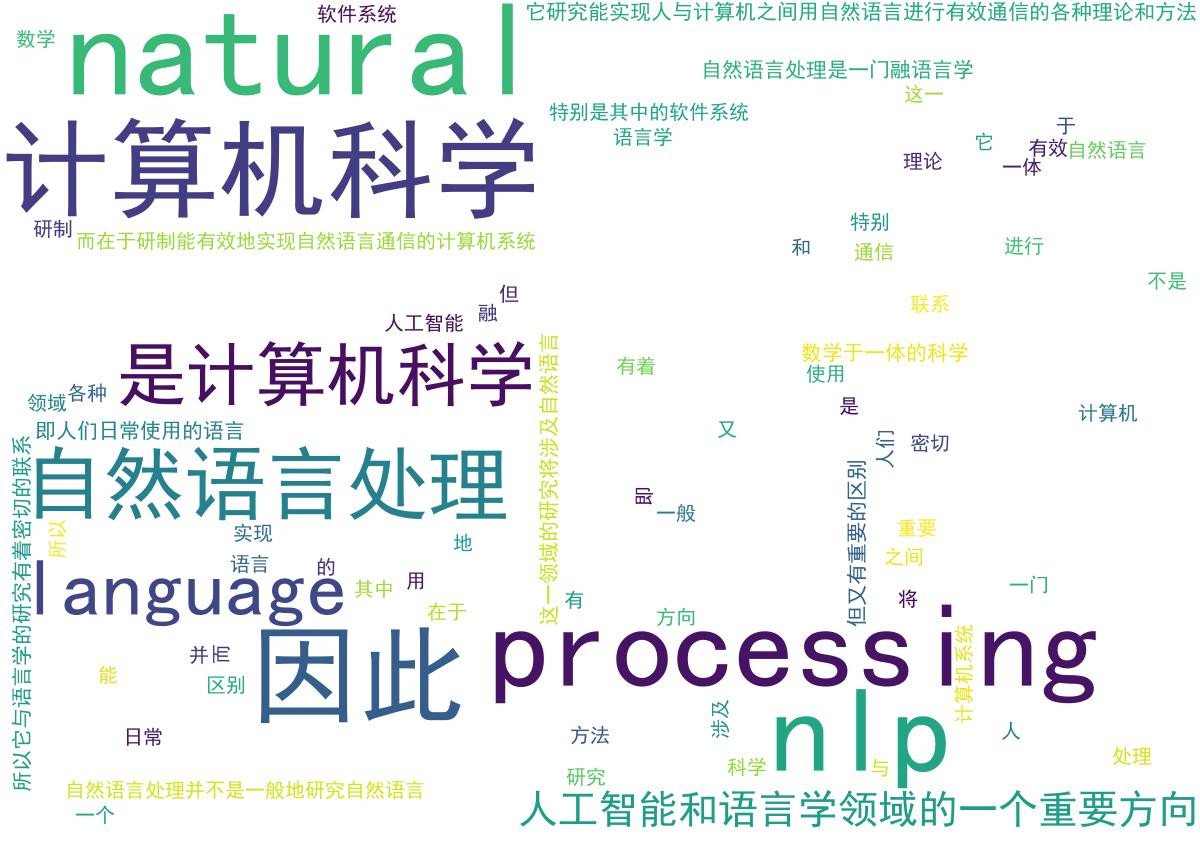 软件系统
它研究能实现人与计算机之间用自然语言进行有效通信的各种理论和方法
数学
natural
自然语言处理是一门融语言学
这一
特别是其中的软件系统
语言学
于
它
有效
自然语言
理论
一体
计算机科学
研制
而在于研制能有效地实现自然语言通信的计算机系统
特别
和
通信
进行
不是
但
融
联系
人工智能
是计算机科学
数学于一体的科学
有着
使用
领域
各种
是
计算机
即人们日常使用的语言
又
人们
密切
自然语言处理
这一领域的研究将涉及自然语言
所以它与语言学的研究有着密切的联系
但又有重要的区别
即
一般
所以
实现
地
重要
之间
语言
的
language
其中
用
在于
有
方向
将
一门
因此
processing
并且
能
区别
计算机系统
日常
方法
涉及
nlp
人
处理
科学
与
研究
自然语言处理并不是一般地研究自然语言
一个
人工智能和语言学领域的一个重要方向